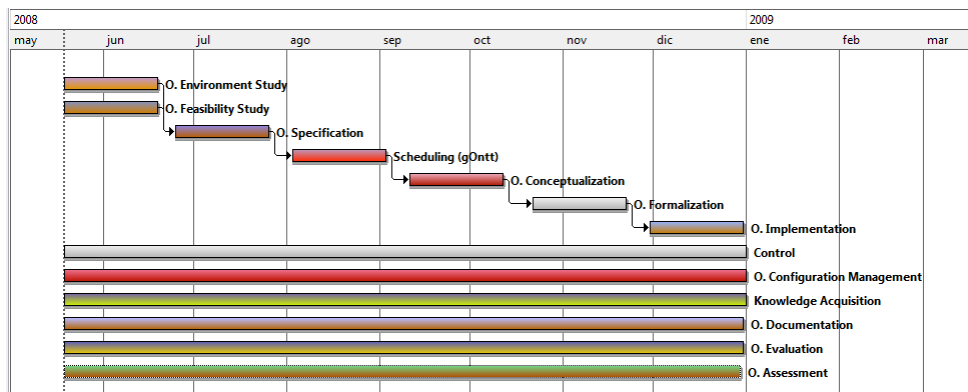 2008 2009
may jun jul ago sep oct nov dic ene feb mar
O. Environment Study
O. Feasibility Study
O. Specification
Scheduling (gOntt)
O. Conceptualization
O. Formalization
O. Implementation
Control
O. Configuration Management
Knowledge Acquisition
O. Documentation
O. Evaluation
O. Assessment